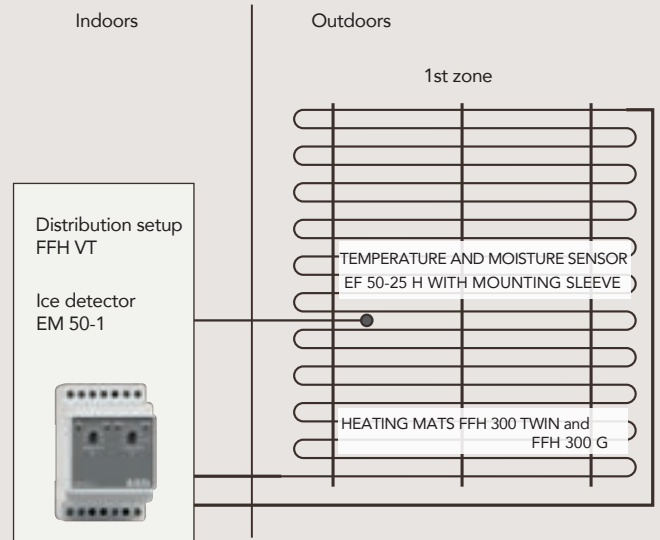 Indoors
Outdoors
1st zone
Distribution setup
FFH VT
Ice detector
EM 50-1
TEMPERATURE AND MOISTURE SENSOR
EF 50-25 H WITH MOUNTING SLEEVE
HEATING MATS FFH 300 TWIN and
FFH 300 G